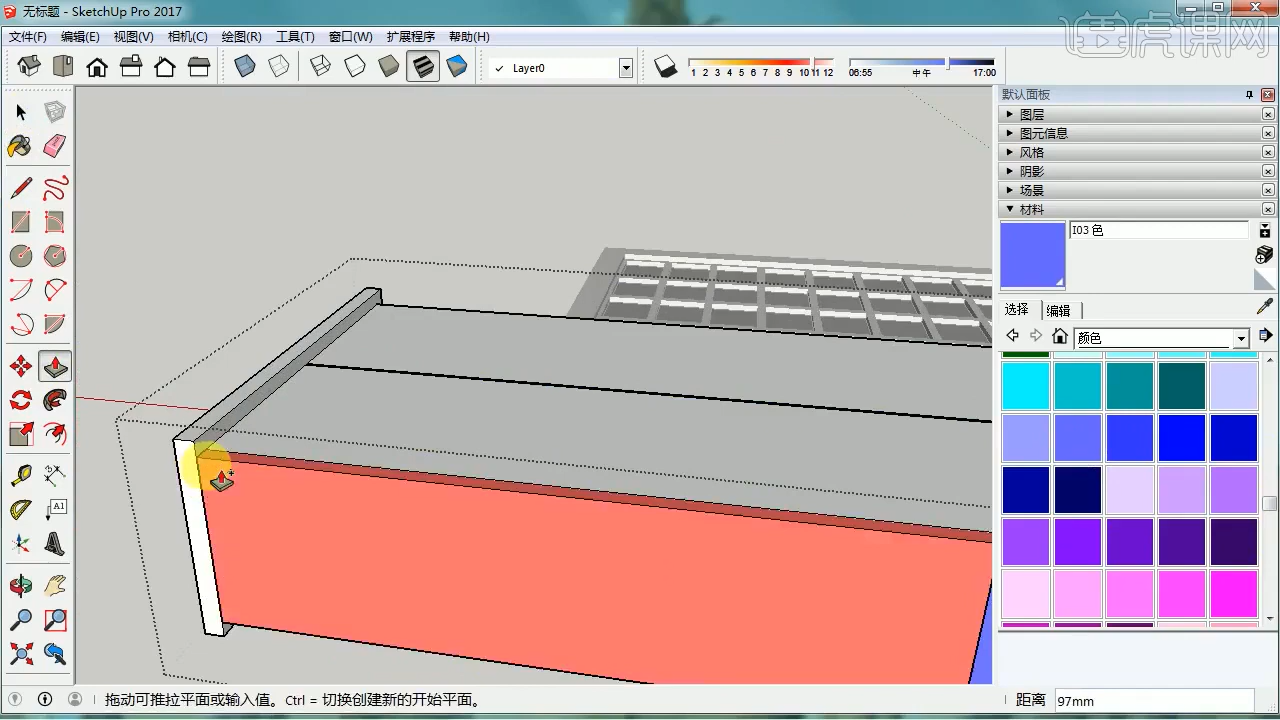 无标题 - SketchUp Pro 2017
虎课网
文件(F) 编辑(E) 视图(V) 相机(C) 绘图(R) 工具(T) 窗口(W) 扩展程序 帮助(H)
Layer0
1 2 3 4 5 6 7 8 9 10 11 12
06:55 中午 17:00
默认面板
图层
图元信息
风格
阴影
场景
材料
I03 色
选择 编辑
颜色
A1
拖动可推拉平面或输入值。Ctrl = 切换创建新的开始平面。
距离 97mm